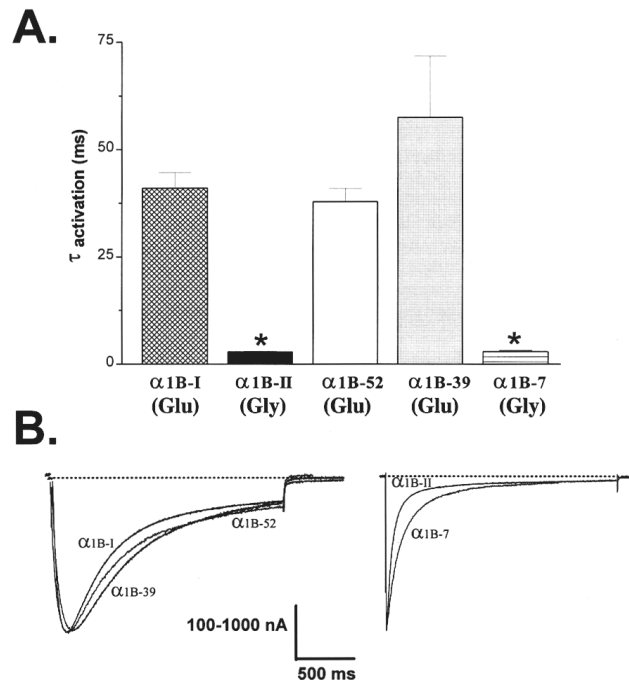 A.
75
50
25
0
τ activation (ms)
*
*
α1B-I α1B-II α1B-52 α1B-39 α1B-7
(Glu) (Gly) (Glu) (Glu) (Gly)
B.
α1B-I
α1B-52
α1B-39
α1B-II
α1B-7
100-1000 nA
500 ms